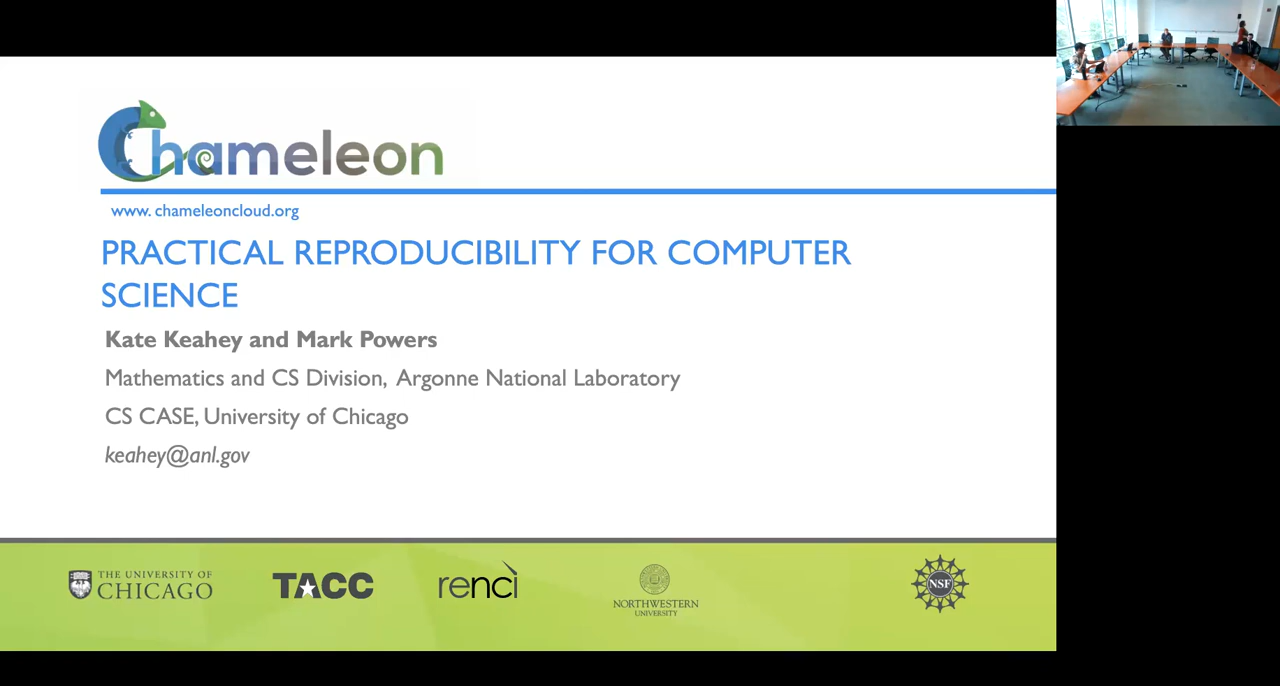 Chameleon
www. chameleoncloud.org
PRACTICAL REPRODUCIBILITY FOR COMPUTER
SCIENCE
Kate Keahey and Mark Powers
Mathematics and CS Division, Argonne National Laboratory
CS CASE, University of Chicago
keahey@anl.gov
THE UNIVERSITY OF
CHICAGO
TACC
renci
NORTHWESTERN
UNIVERSITY
NSF